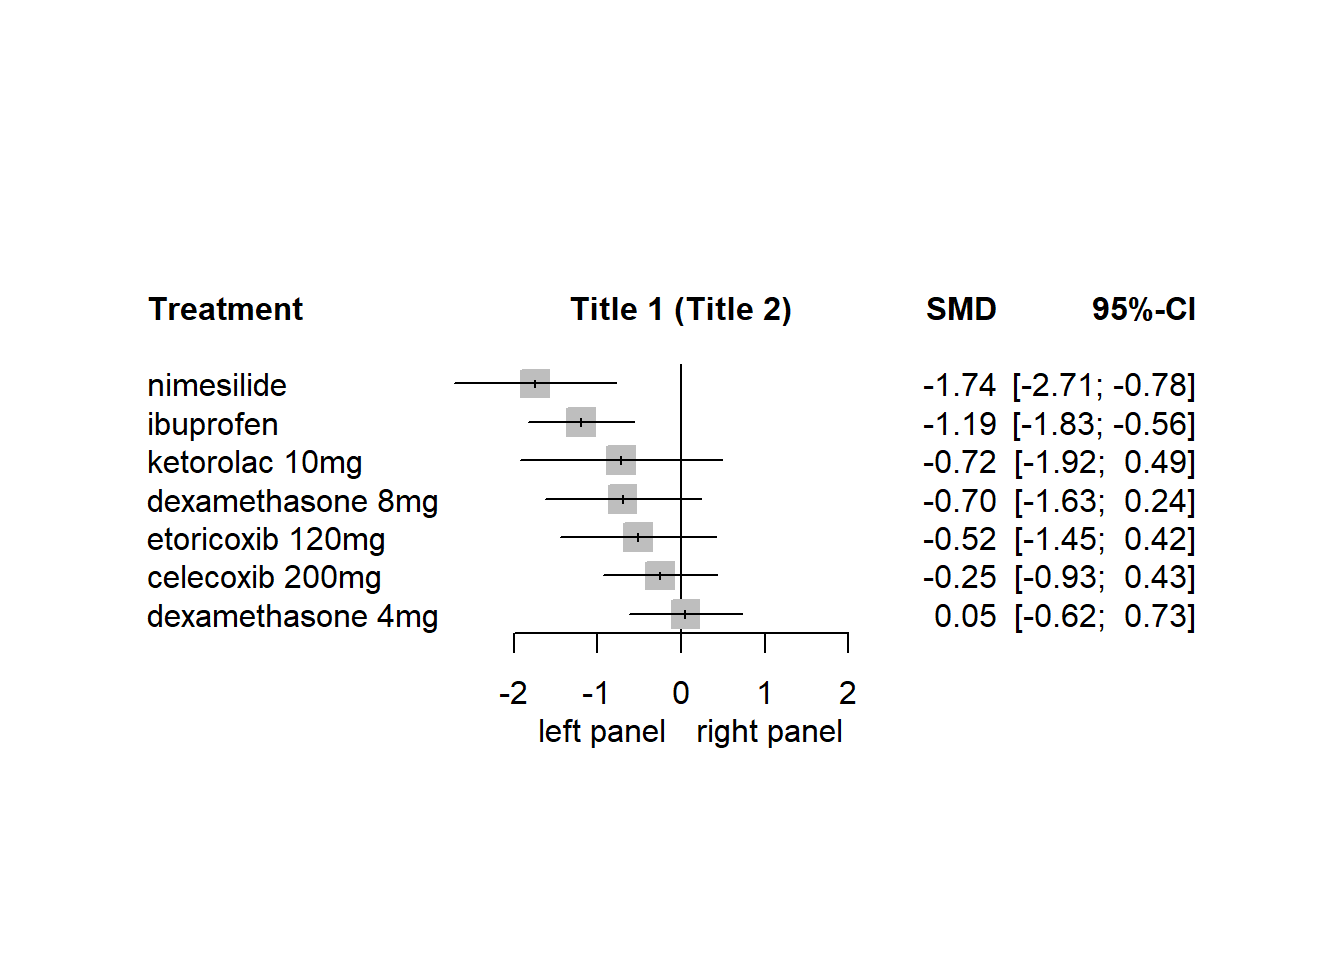 Treatment Title 1 (Title 2) SMD 95%-CI
nimesilide -1.74 [-2.71; -0.78]
ibuprofen -1.19 [-1.83; -0.56]
ketorolac 10mg -0.72 [-1.92; 0.49]
dexamethasone 8mg -0.70 [-1.63; 0.24]
etoricoxib 120mg -0.52 [-1.45; 0.42]
celecoxib 200mg -0.25 [-0.93; 0.43]
dexamethasone 4mg 0.05 [-0.62; 0.73]
-2 -1 0 1 2
left panel right panel